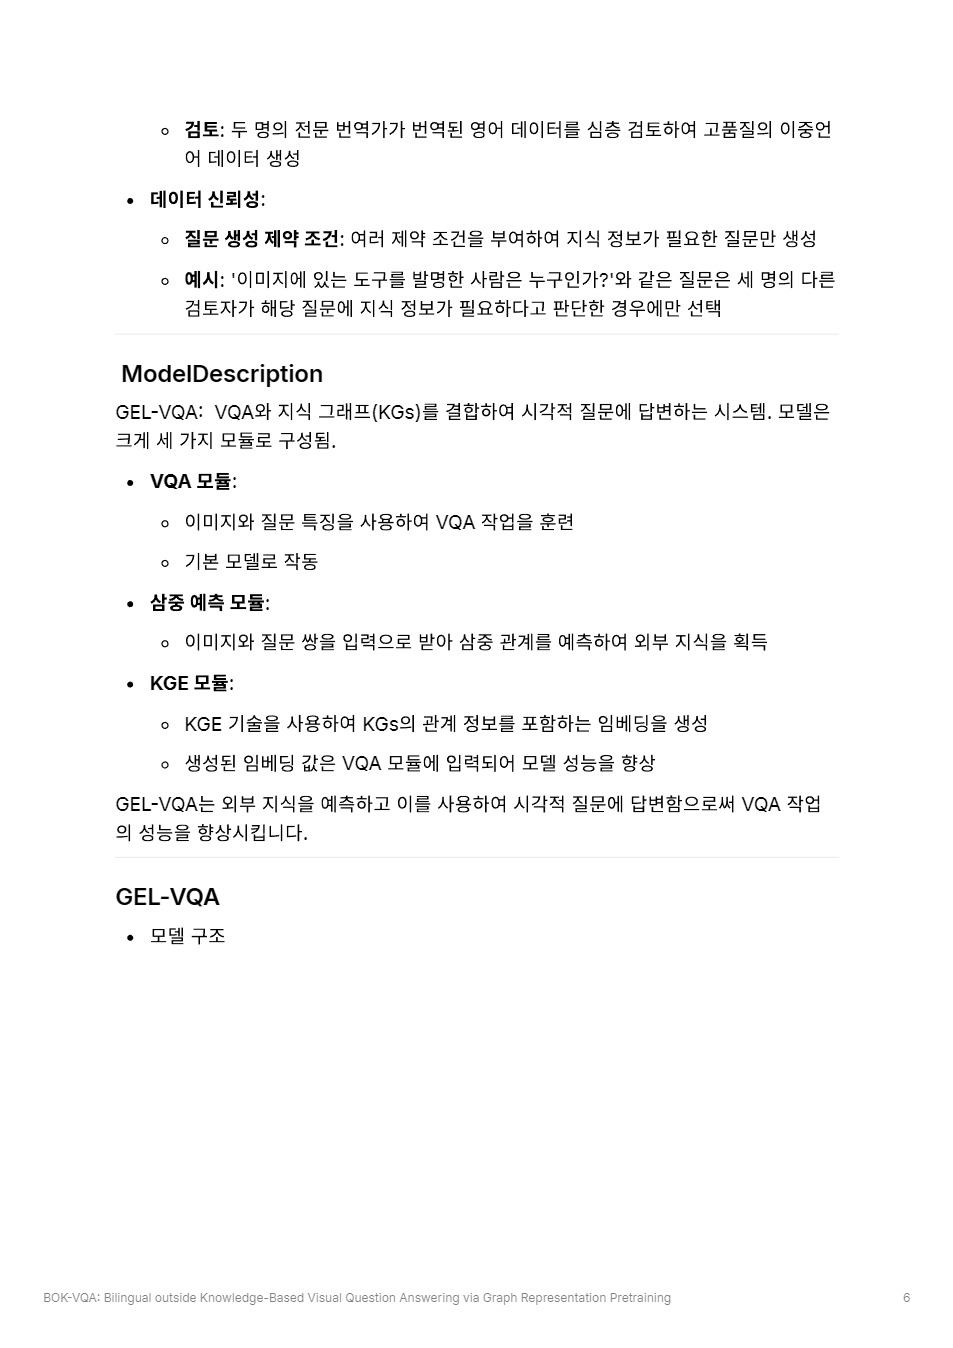 검토: 두 명의 전문 번역가가 번역된 영어 데이터를 심층 검토하여 고품질의 이중언
어 데이터 생성
데이터 신뢰성:
질문 생성 제약 조건: 여러 제약 조건을 부여하여 지식 정보가 필요한 질문만 생성
예시: '이미지에 있는 도구를 발명한 사람은 누구인가?'와 같은 질문은 세 명의 다른
검토자가 해당 질문에 지식 정보가 필요하다고 판단한 경우에만 선택
ModelDescription
GEL-VQA:  VQA와 지식 그래프(KGs)를 결합하여 시각적 질문에 답변하는 시스템. 모델은
크게 세 가지 모듈로 구성됨.
VQA 모듈:
이미지와 질문 특징을 사용하여 VQA 작업을 훈련
기본 모델로 작동
삼중 예측 모듈:
이미지와 질문 쌍을 입력으로 받아 삼중 관계를 예측하여 외부 지식을 획득
KGE 모듈:
KGE 기술을 사용하여 KGs의 관계 정보를 포함하는 임베딩을 생성
생성된 임베딩 값은 VQA 모듈에 입력되어 모델 성능을 향상
GEL-VQA는 외부 지식을 예측하고 이를 사용하여 시각적 질문에 답변함으로써 VQA 작업
의 성능을 향상시킵니다.
GEL-VQA
모델 구조
BOK-VQA: Bilingual outside Knowledge-Based Visual Question Answering via Graph Representation Pretraining 6